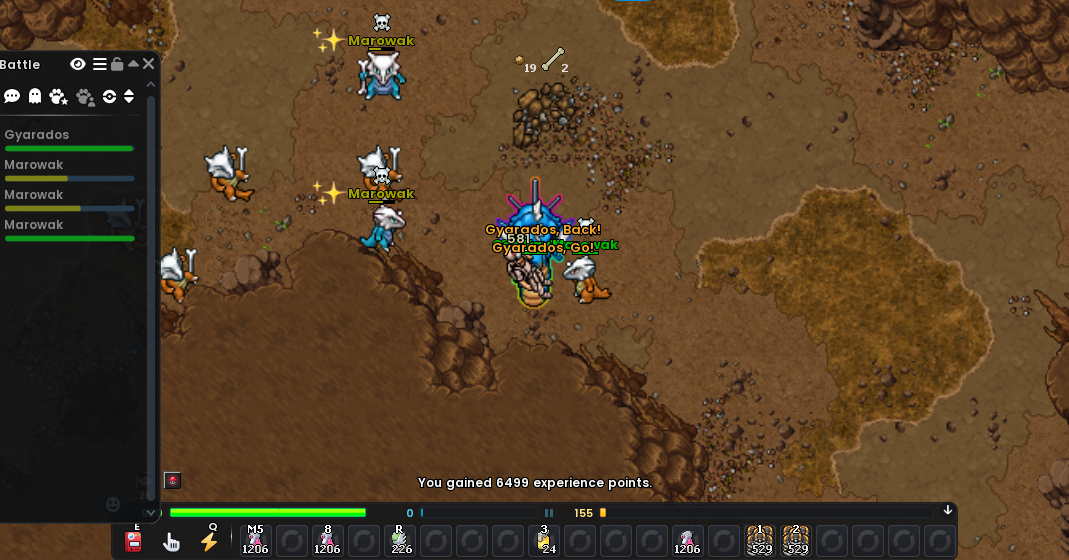 Marowak
Battle
19
2
Gyarados
Marowak
Marowak
Marowak
Marowak
Gyarados, Back!
581
Gyarados, Go!
You gained 6499 experience points.
0
155
E
Q
M5
8
R
3
1
2
1206
1206
226
24
1206
-529
-529